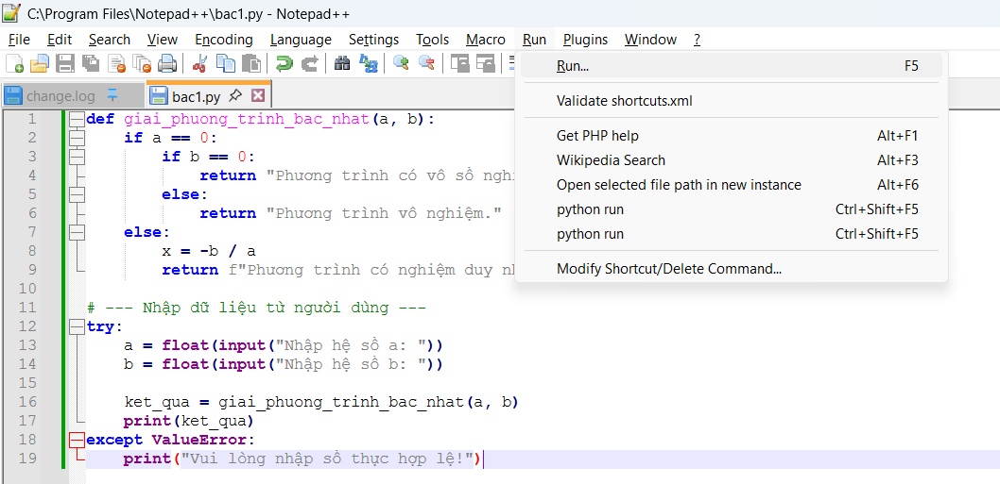 C:\Program Files\Notepad++\bac1.py - Notepad++
File Edit Search View Encoding Language Settings Tools Macro Run Plugins Window ?
Run... F5
change.log bac1.py
Validate shortcuts.xml
Get PHP help Alt+F1
Wikipedia Search Alt+F3
Open selected file path in new instance Alt+F6
python run Ctrl+Shift+F5
python run Ctrl+Shift+F5
Modify Shortcut/Delete Command...
1 def giai_phuong_trinh_bac_nhat(a, b):
2 if a == 0:
3 if b == 0:
4 return "Phương trình có vô số
5 else:
6 return "Phương trình vô nghiệm."
7 else:
8 x = -b / a
9 return f"Phương trình có nghiệm duy
10
11 # --- Nhập dữ liệu từ người dùng ---
12 try:
13 a = float(input("Nhập hệ số a: "))
14 b = float(input("Nhập hệ số b: "))
15
16 ket_qua = giai_phuong_trinh_bac_nhat(a, b)
17 print(ket_qua)
18 except ValueError:
19 print("Vui lòng nhập số thực hợp lệ!")